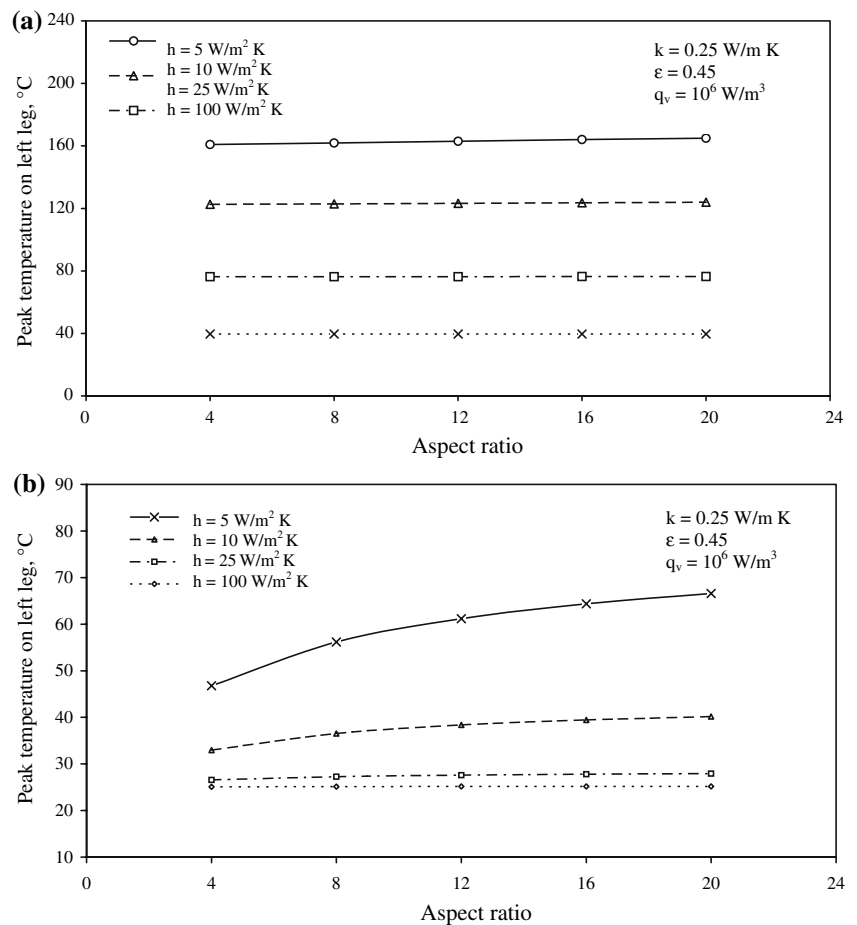 (a)
240
200
160
120
80
40
0
Peak temperature on left leg, °C
h = 5 W/m² K
h = 10 W/m² K
h = 25 W/m² K
h = 100 W/m² K
k = 0.25 W/m K
ε = 0.45
qᵥ = 10⁶ W/m³
0 4 8 12 16 20 24
Aspect ratio
(b)
90
80
70
60
50
40
30
20
10
Peak temperature on left leg, °C
h = 5 W/m² K
h = 10 W/m² K
h = 25 W/m² K
h = 100 W/m² K
k = 0.25 W/m K
ε = 0.45
qᵥ = 10⁶ W/m³
0 4 8 12 16 20 24
Aspect ratio